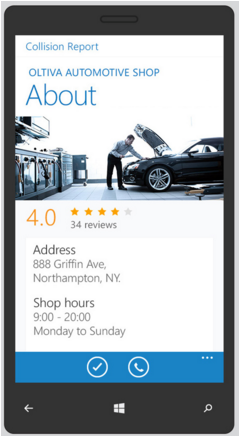 Collision Report
OLTIVA AUTOMOTIVE SHOP
About
4.0
34 reviews
Address
888 Griffin Ave,
Northampton, NY.
Shop hours
9:00 - 20:00
Monday to Sunday